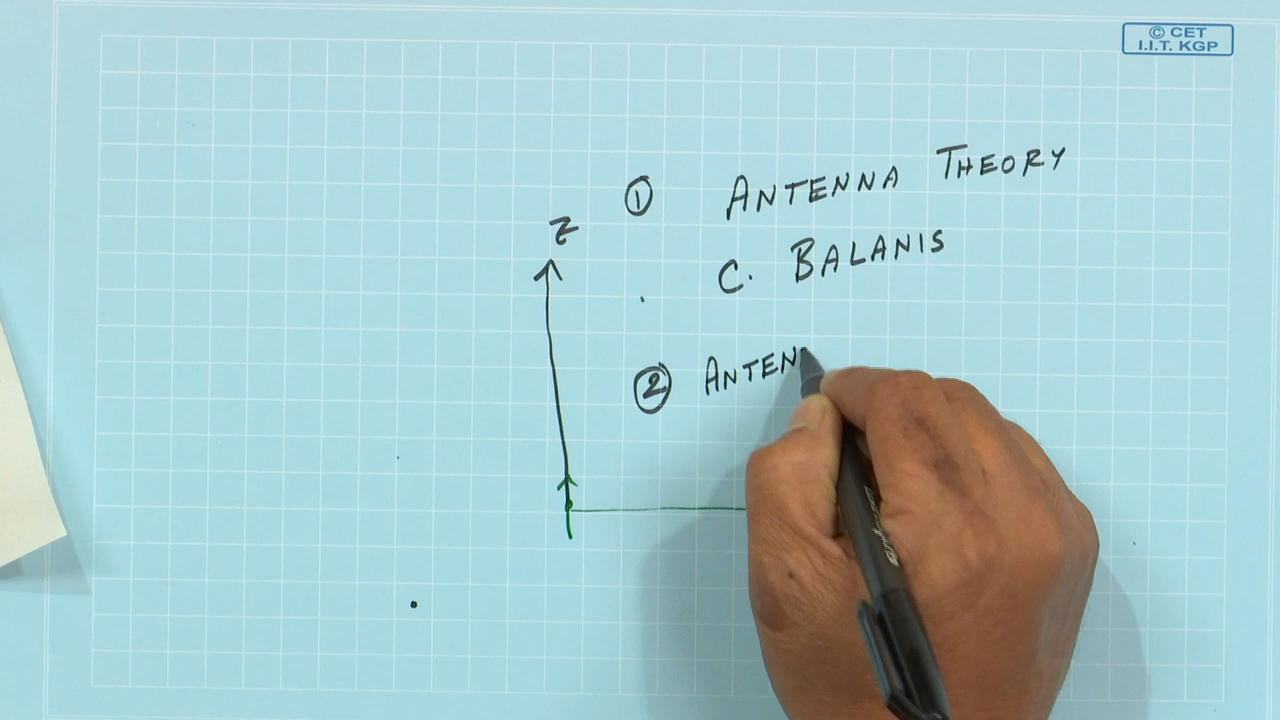 © CET
I.I.T. KGP
① ANTENNA THEORY
Z
C. BALANIS
② ANTEN